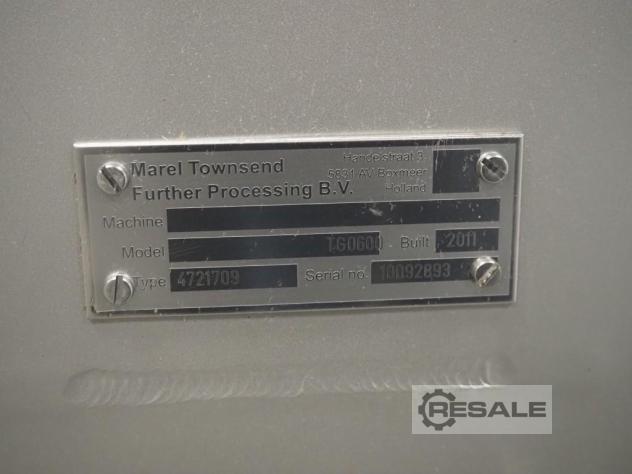 Marel Townsend
Further Processing B.V.
Handelstraat 3
5831 AV Boxmeer
Holland
Machine
Model TG0600 Built 2011
Type 4721709 Serial no. 10092893
RESALE